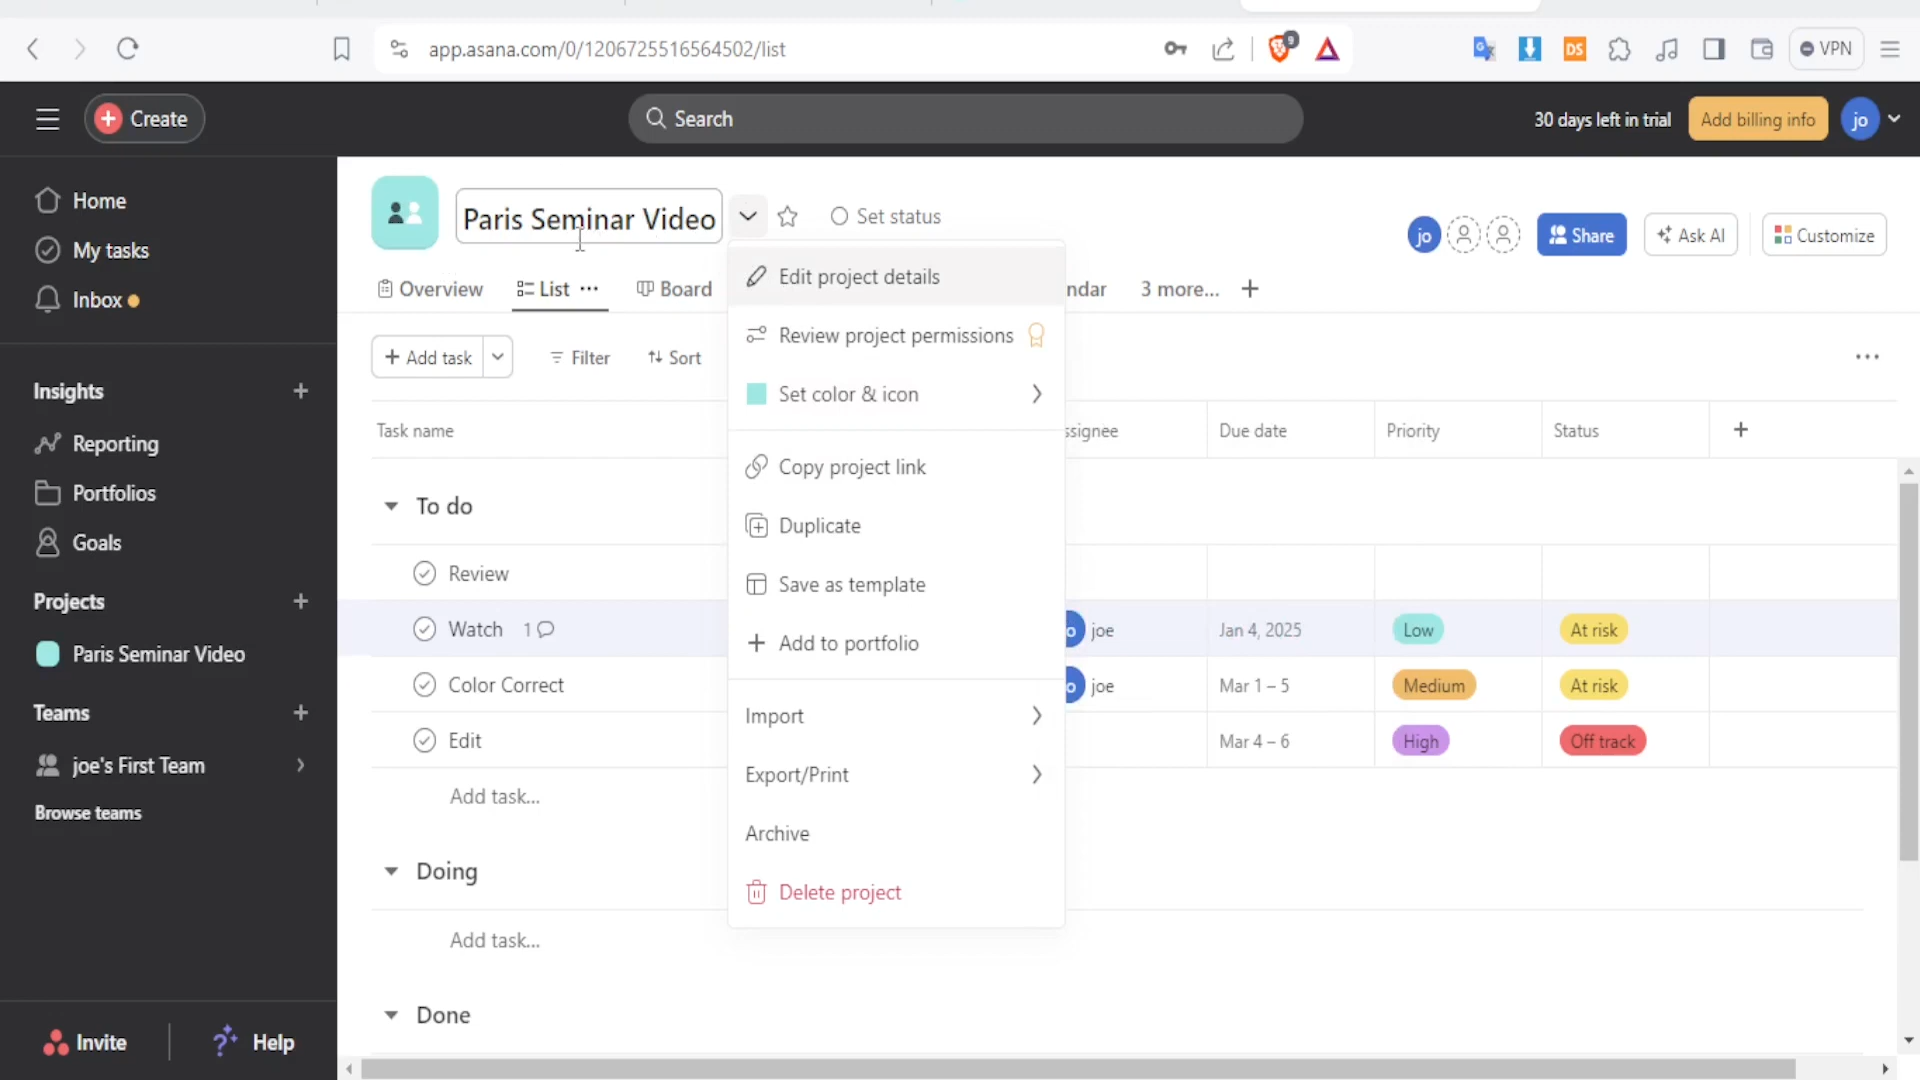 app.asana.com/0/1206725516564502/list
9
DS
VPN
Create
Search
30 days left in trial
Add billing info
jo
Home
My tasks
Inbox
Insights
Reporting
Portfolios
Goals
Projects
Paris Seminar Video
Teams
joe's First Team
Browse teams
Invite
Help
Paris Seminar Video
Set status
jo
Share
Ask AI
Customize
Overview
List
Board
ndar
3 more...
Add task
Filter
Sort
Edit project details
Review project permissions
Set color & icon
Copy project link
Duplicate
Save as template
Add to portfolio
Import
Export/Print
Archive
Delete project
Task name
ssignee
Due date
Priority
Status
To do
Review
Watch 1 o joe Jan 4, 2025 Low At risk
Color Correct o joe Mar 1 – 5 Medium At risk
Edit Mar 4 – 6 High Off track
Add task...
Doing
Add task...
Done